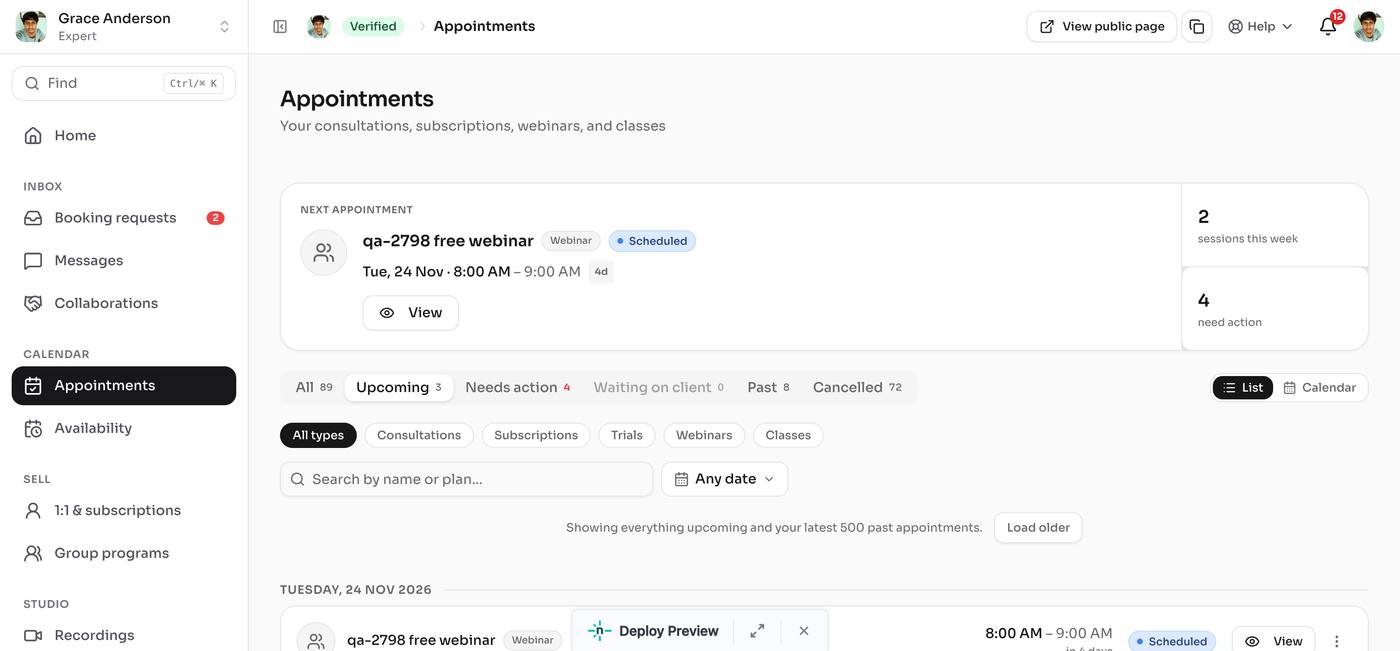 Grace Anderson
Expert
Verified
Appointments
View public page
Help
12
Find
Ctrl/⌘ K
Home
INBOX
Booking requests 2
Messages
Collaborations
CALENDAR
Appointments
Availability
SELL
1:1 & subscriptions
Group programs
STUDIO
Recordings
Appointments
Your consultations, subscriptions, webinars, and classes
NEXT APPOINTMENT
qa-2798 free webinar Webinar Scheduled
Tue, 24 Nov · 8:00 AM – 9:00 AM 4d
View
2
sessions this week
4
need action
All 89 Upcoming 3 Needs action 4 Waiting on client 0 Past 8 Cancelled 72
List Calendar
All types Consultations Subscriptions Trials Webinars Classes
Search by name or plan...
Any date
Showing everything upcoming and your latest 500 past appointments. Load older
TUESDAY, 24 NOV 2026
qa-2798 free webinar Webinar
8:00 AM – 9:00 AM Scheduled View
in 4 days
n Deploy Preview